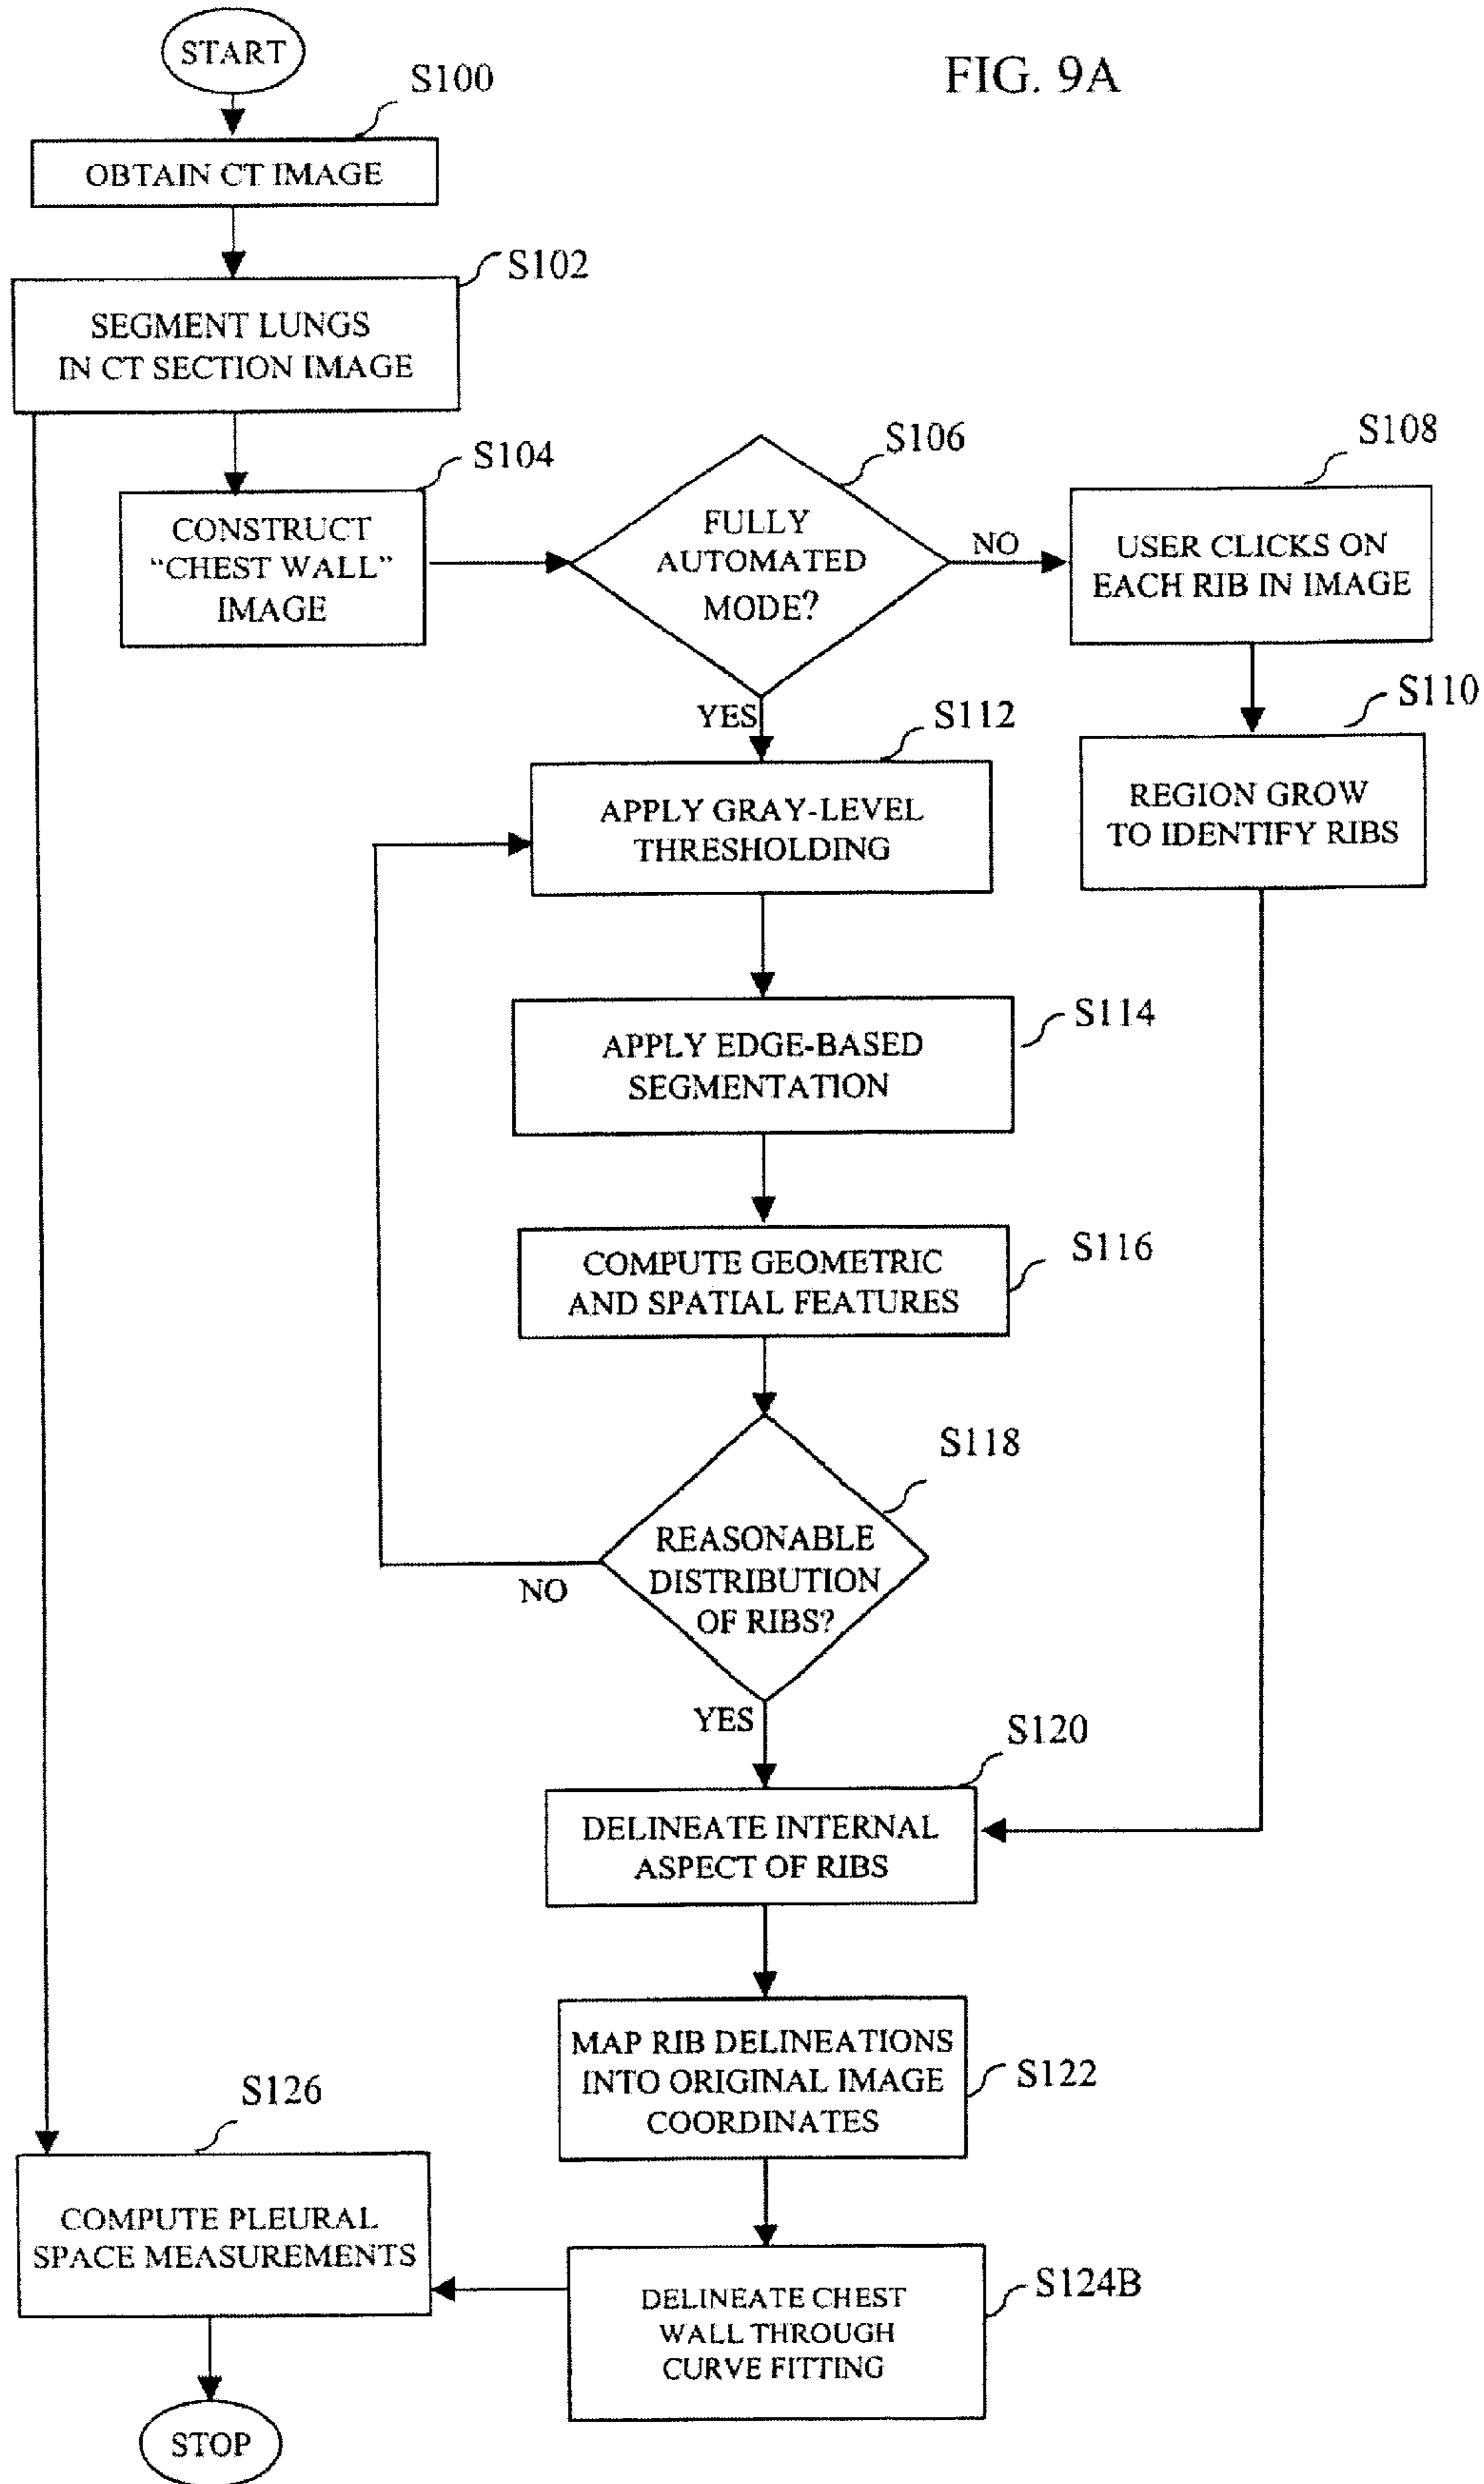 START
FIG. 9A
S100
OBTAIN CT IMAGE
S102
SEGMENT LUNGS
IN CT SECTION IMAGE
S104
CONSTRUCT
“CHEST WALL”
IMAGE
S106
FULLY
AUTOMATED
MODE?
NO
S108
USER CLICKS ON
EACH RIB IN IMAGE
S110
REGION GROW
TO IDENTIFY RIBS
YES
S112
APPLY GRAY-LEVEL
THRESHOLDING
S114
APPLY EDGE-BASED
SEGMENTATION
S116
COMPUTE GEOMETRIC
AND SPATIAL FEATURES
S118
REASONABLE
DISTRIBUTION
OF RIBS?
NO
YES
S120
DELINEATE INTERNAL
ASPECT OF RIBS
MAP RIB DELINEATIONS
INTO ORIGINAL IMAGE
COORDINATES
S122
S126
COMPUTE PLEURAL
SPACE MEASUREMENTS
DELINEATE CHEST
WALL THROUGH
CURVE FITTING
S124B
STOP